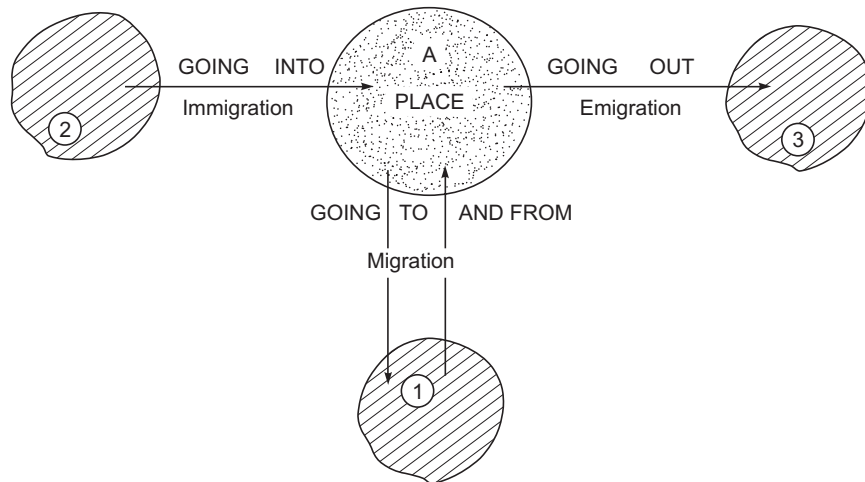 A
PLACE
GOING INTO
Immigration
GOING OUT
Emigration
2
3
GOING TO AND FROM
Migration
1